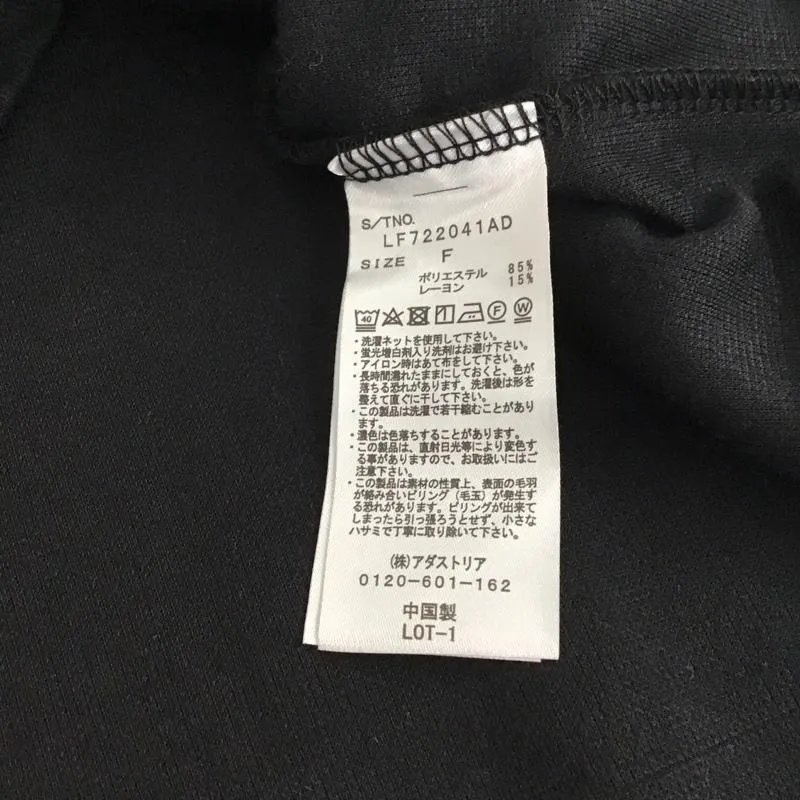 S/TNO.
LF722041AD
SIZE F
ポリエステル 85%
レーヨン 15%
40 F W
・洗濯ネットを使用して下さい。
・蛍光増白剤入り洗剤はお避け下さい。
・アイロン時はあて布をして下さい。
・長時間濡れたままにしておくと、色が
落ちる恐れがあります。洗濯後は形を
整えて直ぐに干して下さい。
・この製品は洗濯で若干縮むことがあり
ます。
・濃色は色落ちすることがあります。
・この製品は、直射日光等により変色す
る事がありますので、お取扱いにはご
注意下さい。
・この製品は素材の性質上、表面の毛羽
が絡み合いピリング(毛玉)が発生す
る恐れがあります。ピリングが出来て
しまったら引っ張ろうとせず、小さな
ハサミで丁寧に取り除いて下さい。
(株)アダストリア
0120-601-162
中国製
LOT-1